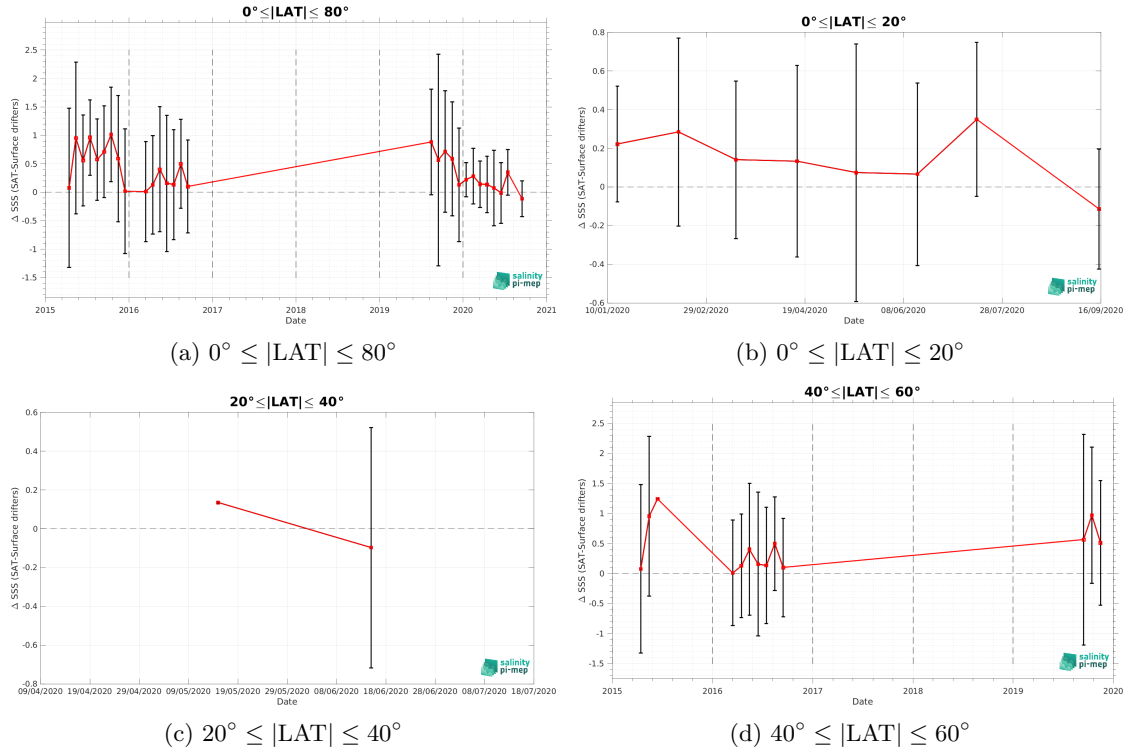 0°≤|LAT|≤ 80°
Δ SSS (SAT-Surface drifters)
2.5
2
1.5
1
0.5
0
-0.5
-1
-1.5
2015 2016 2017 2018 2019 2020 2021
Date
salinity
pi-mep
(a) 0° ≤ |LAT| ≤ 80°
0°≤|LAT|≤ 20°
Δ SSS (SAT-Surface drifters)
0.8
0.6
0.4
0.2
0
-0.2
-0.4
-0.6
10/01/2020 29/02/2020 19/04/2020 08/06/2020 28/07/2020 16/09/2020
Date
salinity
pi-mep
(b) 0° ≤ |LAT| ≤ 20°
20°≤|LAT|≤ 40°
Δ SSS (SAT-Surface drifters)
0.6
0.4
0.2
0
-0.2
-0.4
-0.6
-0.8
09/04/2020 19/04/2020 29/04/2020 09/05/2020 19/05/2020 29/05/2020 08/06/2020 18/06/2020 28/06/2020 08/07/2020 18/07/2020
Date
salinity
pi-mep
(c) 20° ≤ |LAT| ≤ 40°
40°≤|LAT|≤ 60°
Δ SSS (SAT-Surface drifters)
2.5
2
1.5
1
0.5
0
-0.5
-1
-1.5
2015 2016 2017 2018 2019 2020
Date
salinity
pi-mep
(d) 40° ≤ |LAT| ≤ 60°